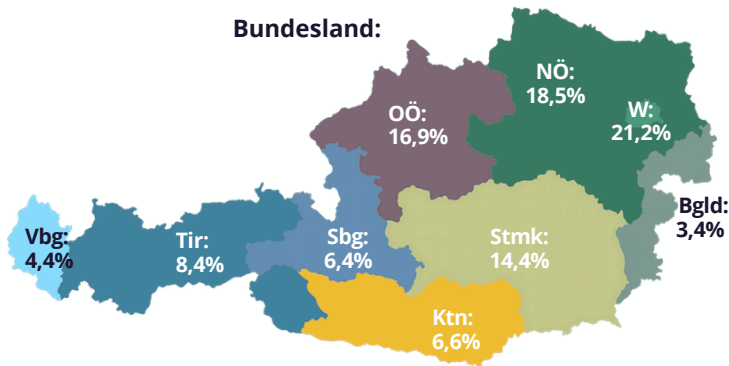 Bundesland:
NÖ:
18,5%
W:
21,2%
OÖ:
16,9%
Bgld:
3,4%
Vbg:
4,4%
Tir:
8,4%
Sbg:
6,4%
Stmk:
14,4%
Ktn:
6,6%